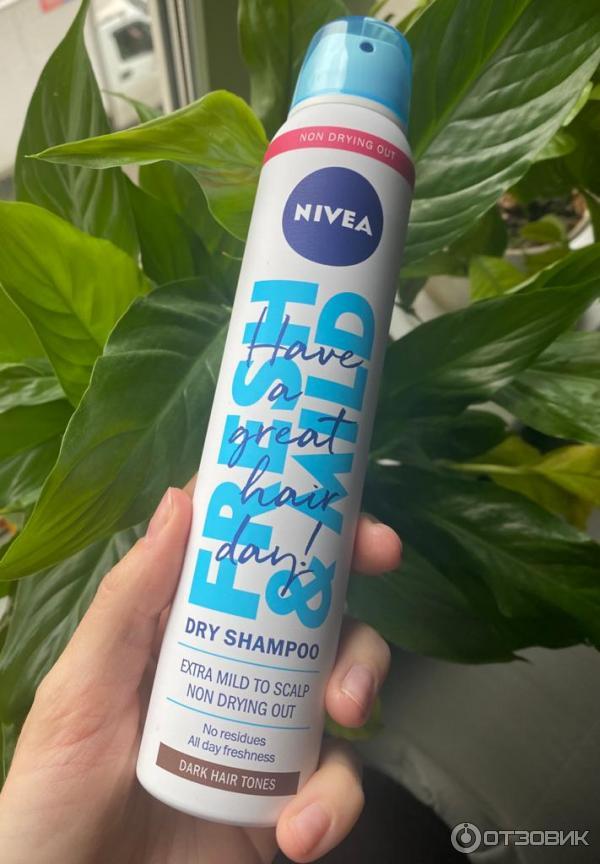 NON DRYING OUT
NIVEA
FRESH
& MILD
Have
a
great
hair
day!
DRY SHAMPOO
EXTRA MILD TO SCALP
NON DRYING OUT
No residues
All day freshness
DARK HAIR TONES
ОТЗОВИК